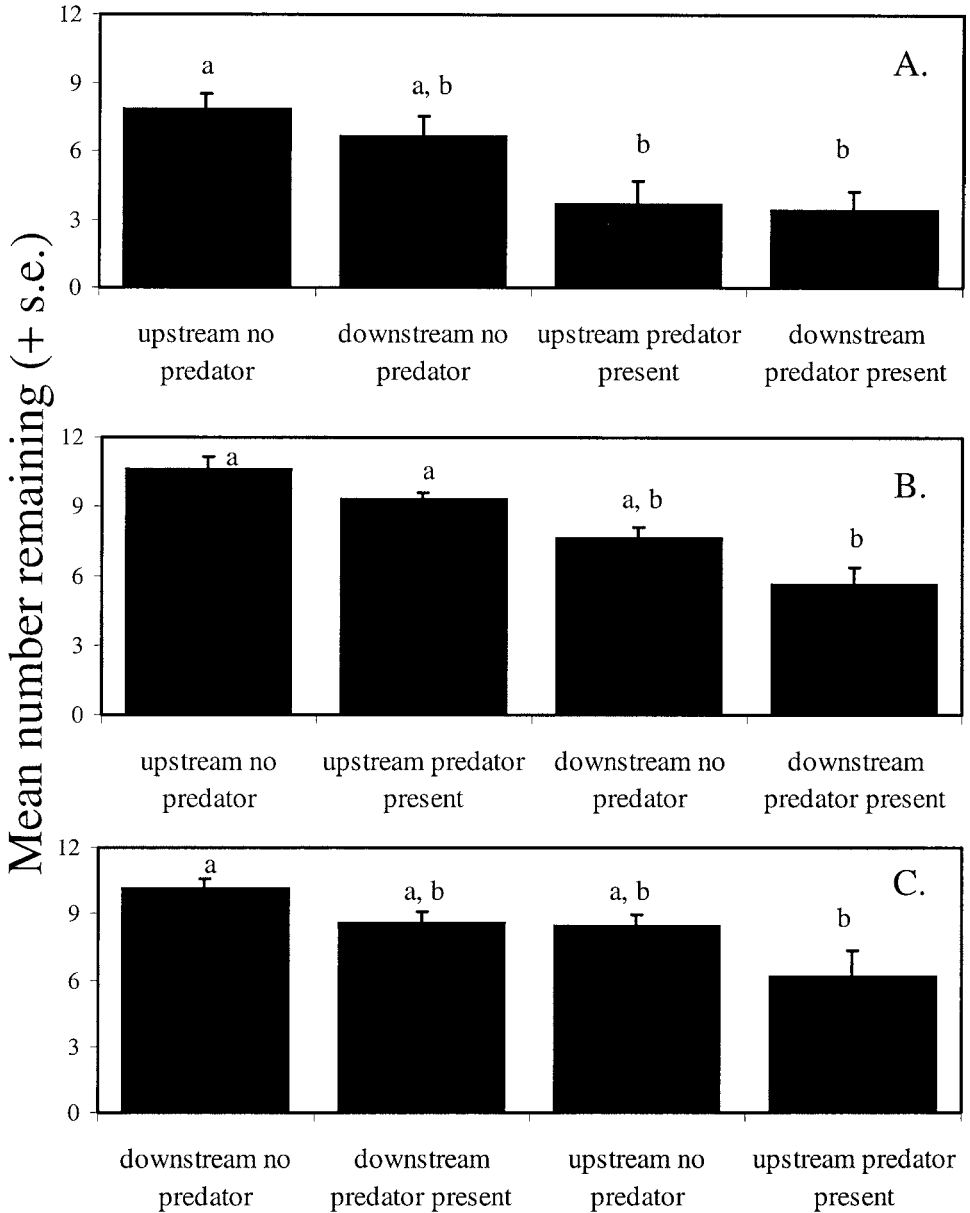 Mean number remaining (+ s.e.)
12
9
6
3
0
A.
a
a, b
b
b
upstream no predator
downstream no predator
upstream predator present
downstream predator present
12
9
6
3
0
B.
a
a
a, b
b
upstream no predator
upstream predator present
downstream no predator
downstream predator present
12
9
6
3
0
C.
a
a, b
a, b
b
downstream no predator
downstream predator present
upstream no predator
upstream predator present